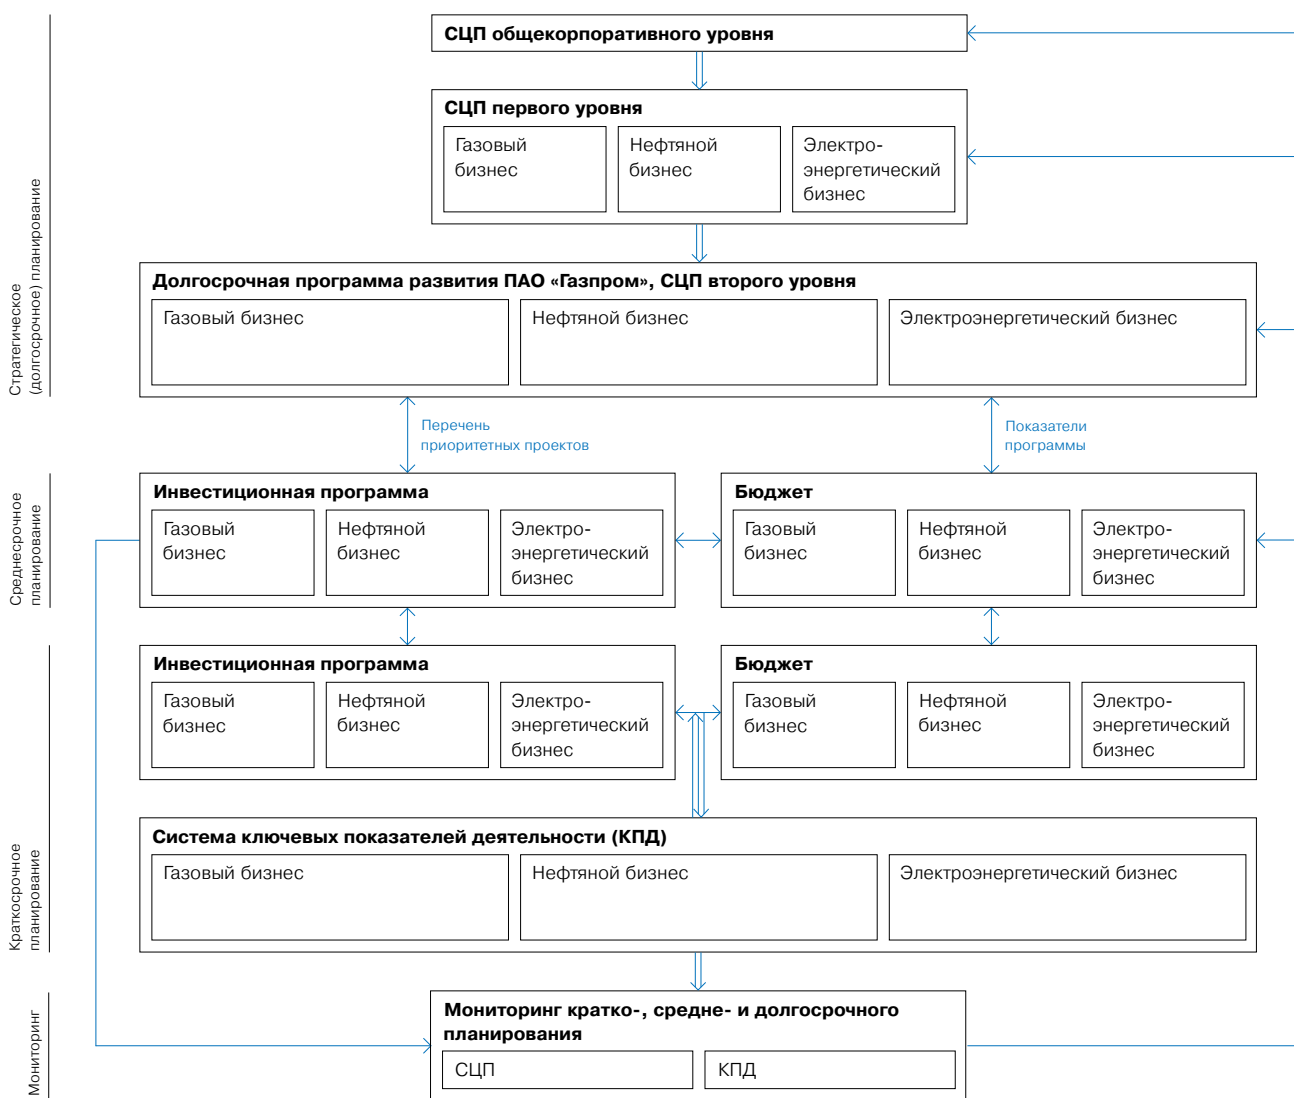 СЦП общекорпоративного уровня
СЦП первого уровня
Газовый
бизнес
Нефтяной
бизнес
Электро-
энергетический
бизнес
Стратегическое
(долгосрочное) планирование
Долгосрочная программа развития ПАО «Газпром», СЦП второго уровня
Газовый бизнес
Нефтяной бизнес
Электроэнергетический бизнес
Перечень
приоритетных проектов
Показатели
программы
Среднесрочное
планирование
Инвестиционная программа
Газовый
бизнес
Нефтяной
бизнес
Электро-
энергетический
бизнес
Бюджет
Газовый
бизнес
Нефтяной
бизнес
Электро-
энергетический
бизнес
Краткосрочное
планирование
Инвестиционная программа
Газовый
бизнес
Нефтяной
бизнес
Электро-
энергетический
бизнес
Бюджет
Газовый
бизнес
Нефтяной
бизнес
Электро-
энергетический
бизнес
Система ключевых показателей деятельности (КПД)
Газовый бизнес
Нефтяной бизнес
Электроэнергетический бизнес
Мониторинг
Мониторинг кратко-, средне- и долгосрочного
планирования
СЦП
КПД